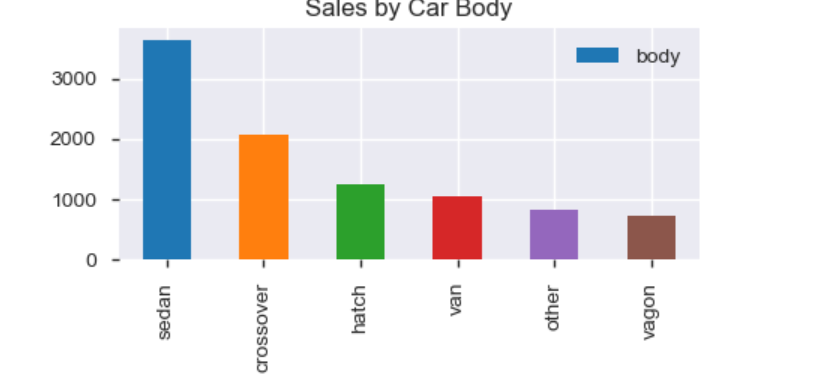 Sales by Car Body
body
3000
2000
1000
0
sedan
crossover
hatch
van
other
vagon